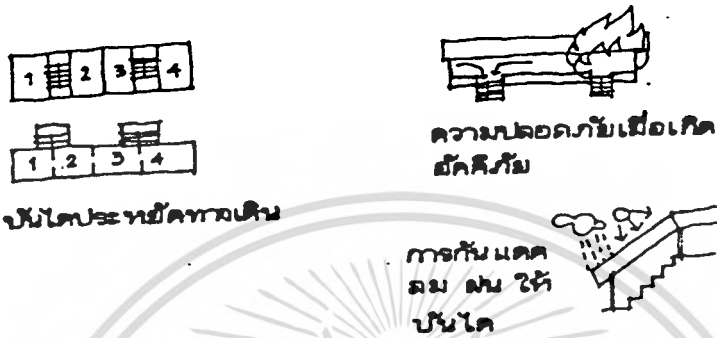 1 2 3 4
1 2 3 4
บันไดประหยัดทางเดิน
ความปลอดภัยเมื่อเกิด
อัคคีภัย
การกันแดด
ลม ฝน ให้
บันได